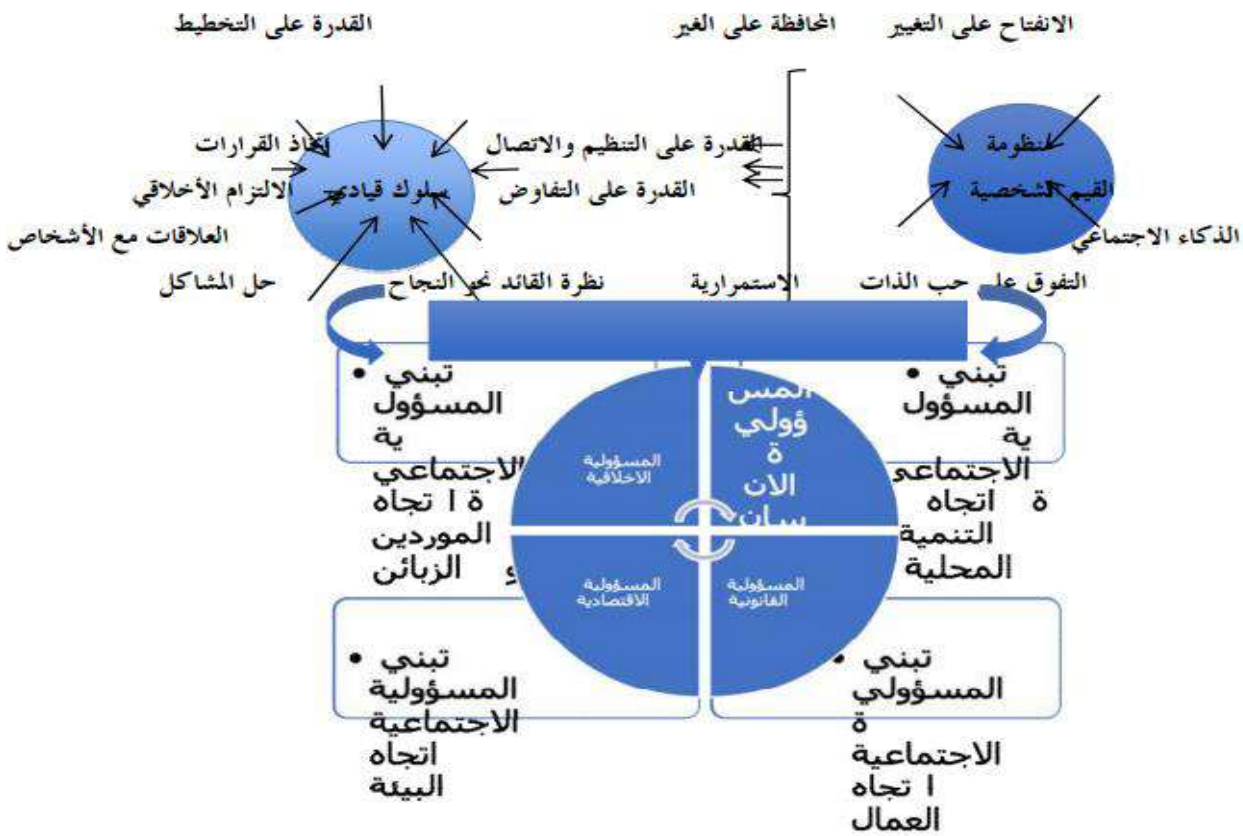 الانفتاح على التغيير
المحافظة على الغير
القدرة على التخطيط
منظومة
القدرة على التنظيم والاتصال
اتخاذ القرارات
القيم الشخصية
القدرة على التفاوض
سلوك قيادي
الالتزام الأخلاقي
الذكاء الاجتماعي
العلاقات مع الأشخاص
التفوق على حب الذات
الاستمرارية
نظرة القائد نحو النجاح
حل المشاكل
• تبني
المسؤول
ية
الاجتماعي
ة اتجاه
التنمية
المحلية
المس
ؤولي
ة
الان
سان
المسؤولية
الاخلاقية
• تبني
المسؤول
ية
الاجتماعي
ة ا تجاه
الموردين
الزبائن
المسؤولية
القانونية
المسؤولية
الاقتصادية
• تبني
المسؤولي
ة
الاجتماعية
ا تجاه
العمال
• تبني
المسؤولية
الاجتماعية
اتجاه
البيئة